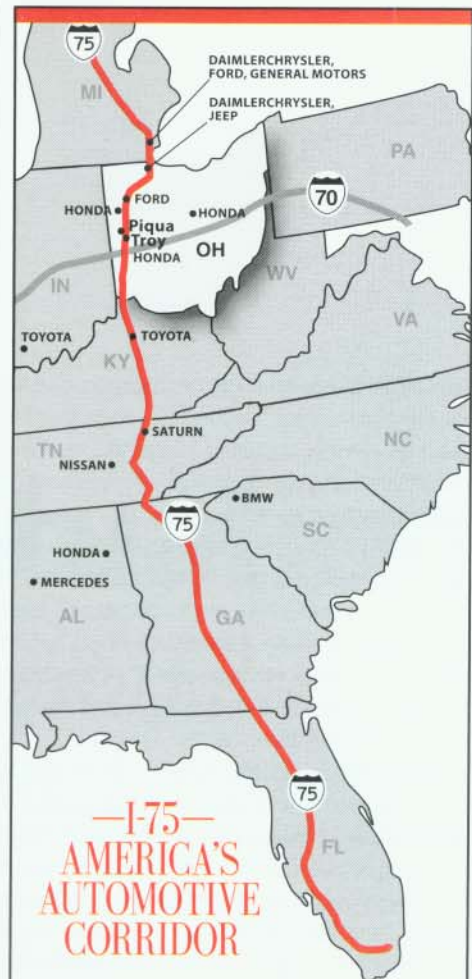 75
DAIMLERCHRYSLER,
FORD, GENERAL MOTORS
MI
DAIMLERCHRYSLER,
JEEP
PA
FORD
70
HONDA
HONDA
Piqua
Troy
OH
HONDA
WV
IN
VA
TOYOTA
TOYOTA
KY
SATURN
TN
NC
NISSAN
BMW
75
SC
HONDA
MERCEDES
AL
GA
75
FL
—I-75—
AMERICA'S
AUTOMOTIVE
CORRIDOR